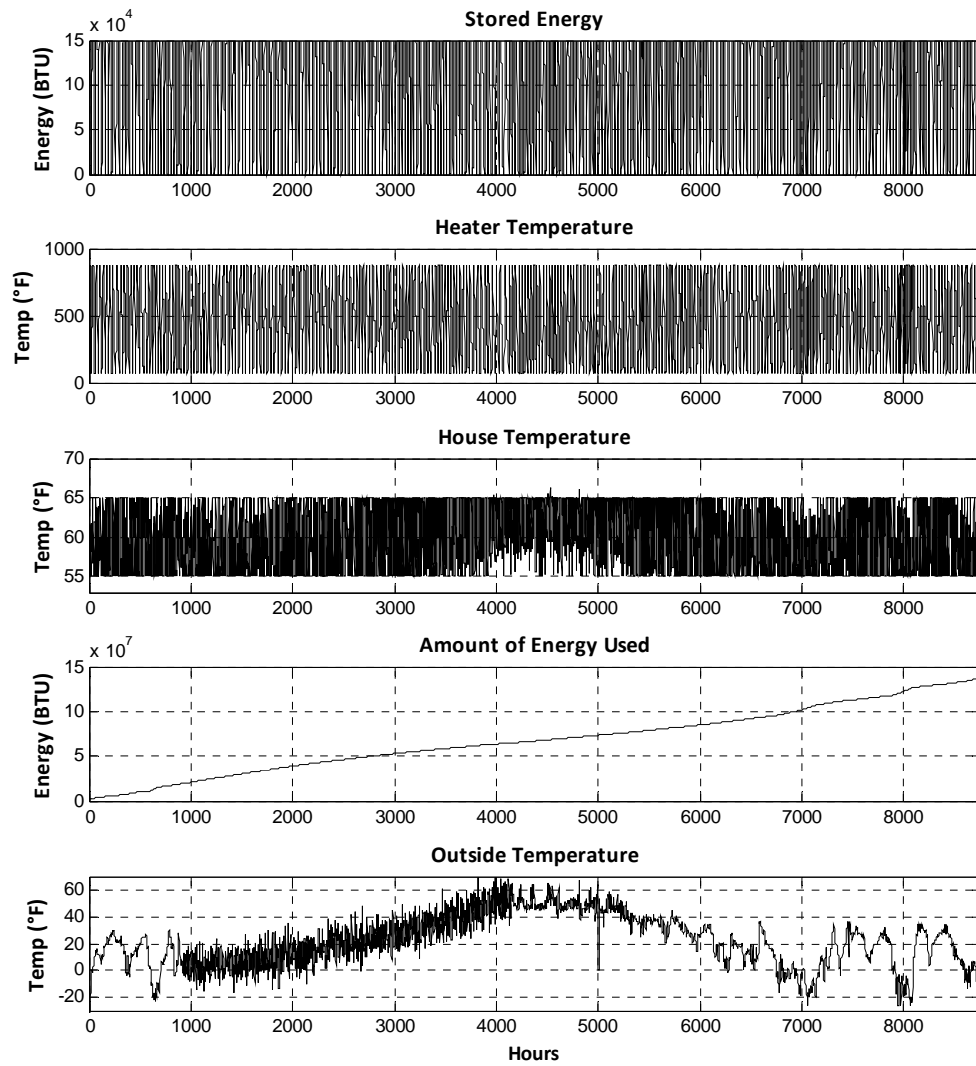 Stored Energy
x 10⁴
Energy (BTU)
15
10
5
0
0 1000 2000 3000 4000 5000 6000 7000 8000
Heater Temperature
Temp (°F)
1000
500
0
0 1000 2000 3000 4000 5000 6000 7000 8000
House Temperature
Temp (°F)
70
65
60
55
0 1000 2000 3000 4000 5000 6000 7000 8000
Amount of Energy Used
x 10⁷
Energy (BTU)
15
10
5
0
0 1000 2000 3000 4000 5000 6000 7000 8000
Outside Temperature
Temp (°F)
60
40
20
0
-20
0 1000 2000 3000 4000 5000 6000 7000 8000
Hours